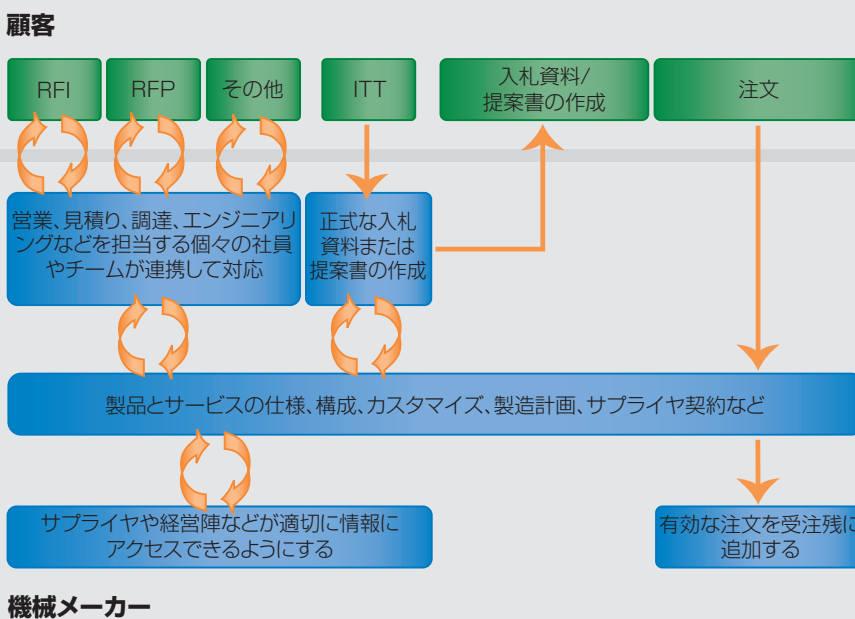 顧客
RFI
RFP
その他
ITT
入札資料/
提案書の作成
注文
営業、見積り、調達、エンジニアリ
ングなどを担当する個々の社員
やチームが連携して対応
正式な入札
資料または
提案書の作成
製品とサービスの仕様、構成、カスタマイズ、製造計画、サプライヤ契約など
サプライヤや経営陣などが適切に情報に
アクセスできるようにする
有効な注文を受注残に
追加する
機械メーカー